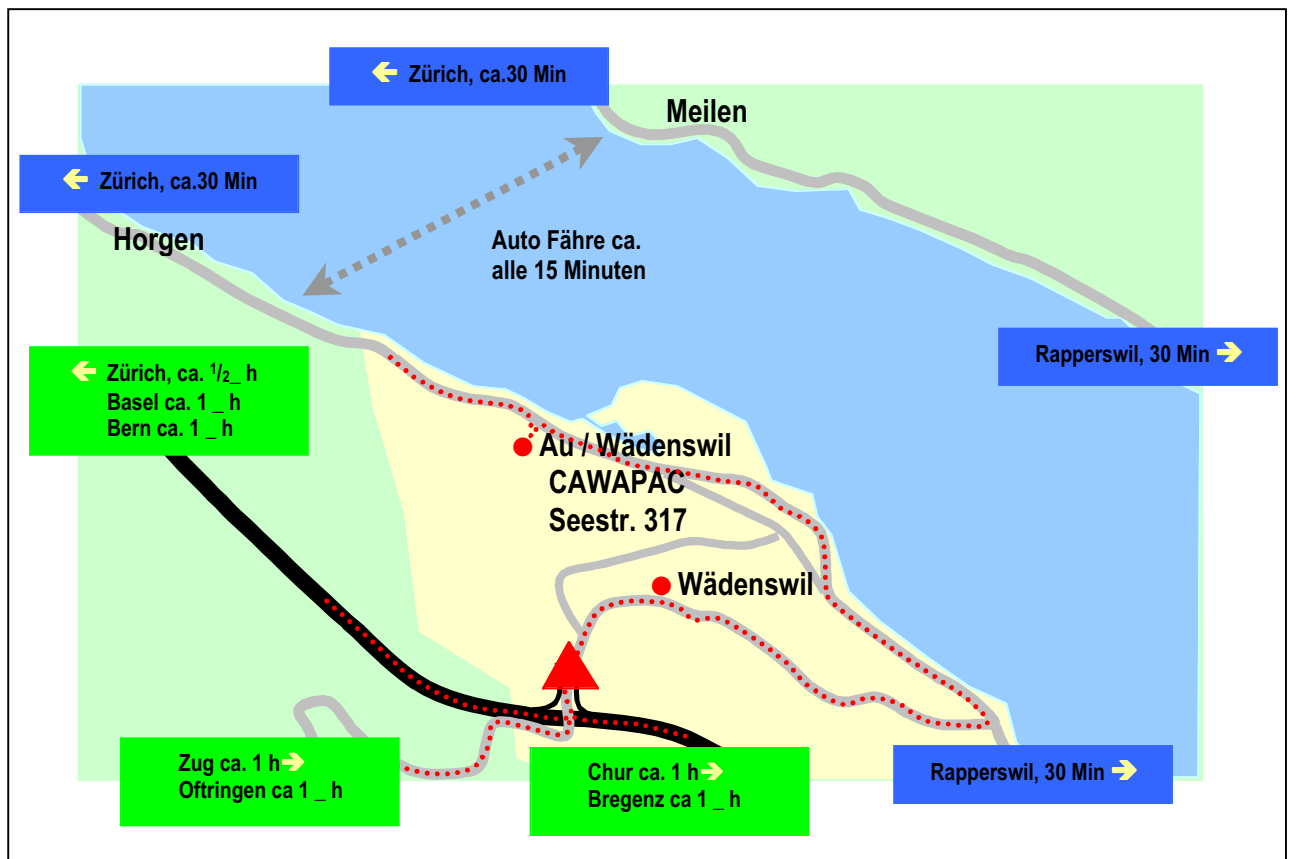 ← Zürich, ca.30 Min
Meilen
← Zürich, ca.30 Min
Horgen
Auto Fähre ca.
alle 15 Minuten
Rapperswil, 30 Min →
← Zürich, ca. 1/2_ h
Basel ca. 1 _ h
Bern ca. 1 _ h
Au / Wädenswil
CAWAPAC
Seestr. 317
Wädenswil
Zug ca. 1 h→
Oftringen ca 1 _ h
Chur ca. 1 h→
Bregenz ca 1 _ h
Rapperswil, 30 Min →